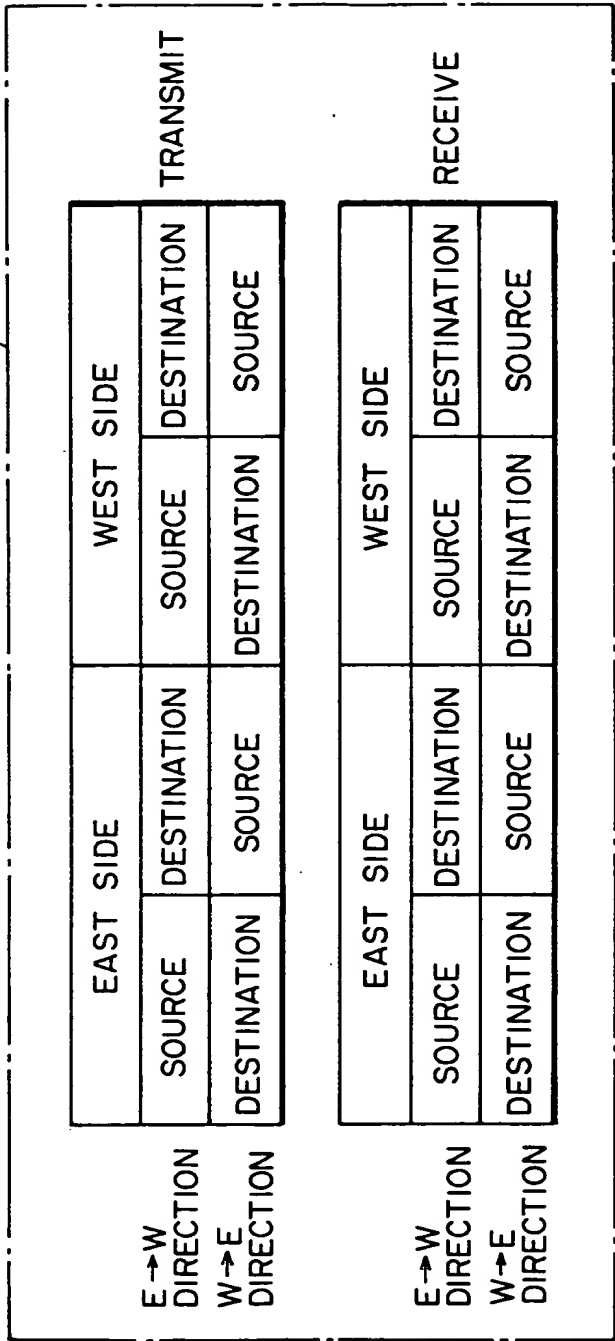 EAST SIDE WEST SIDE
E→W DIRECTION SOURCE DESTINATION SOURCE DESTINATION TRANSMIT
W→E DIRECTION DESTINATION SOURCE DESTINATION SOURCE
EAST SIDE WEST SIDE
E→W DIRECTION SOURCE DESTINATION SOURCE DESTINATION RECEIVE
W→E DIRECTION DESTINATION SOURCE DESTINATION SOURCE